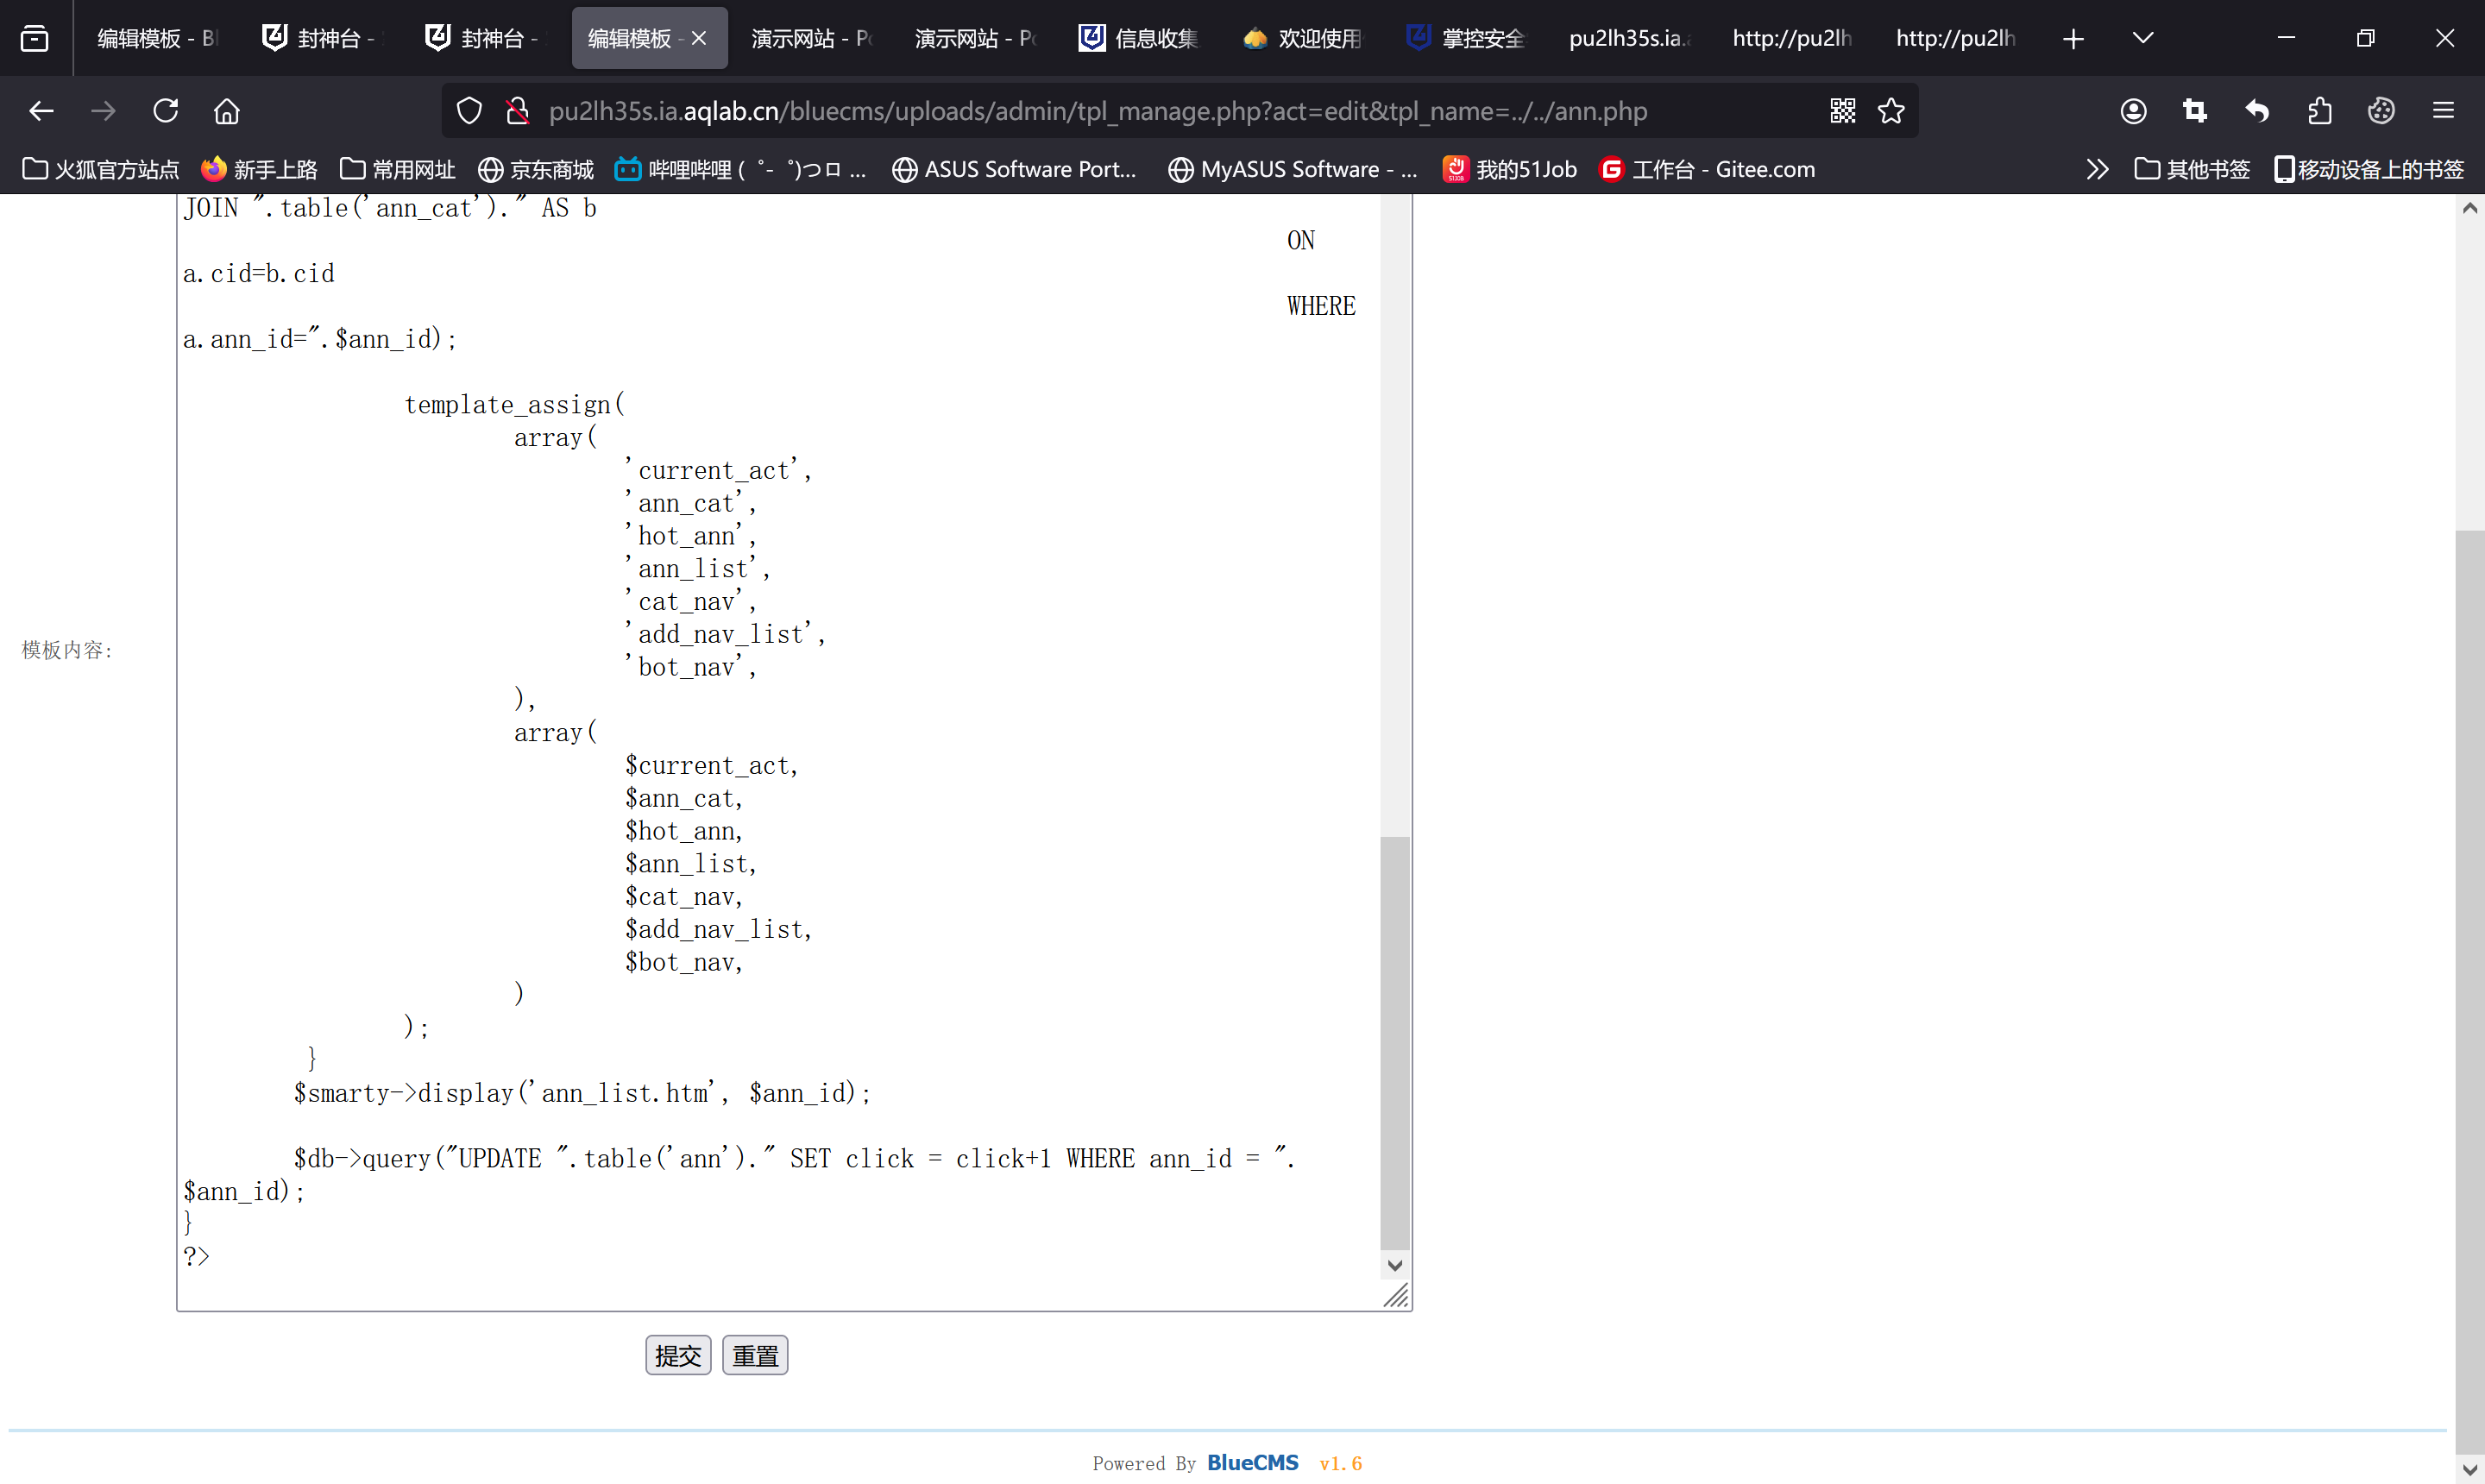 编辑模板 - Bl
封神台 -
封神台 -
编辑模板 -
演示网站 - Po
演示网站 - Po
信息收集
欢迎使用
掌控安全
pu2lh35s.ia.a
http://pu2lh
http://pu2lh
pu2lh35s.ia.aqlab.cn/bluecms/uploads/admin/tpl_manage.php?act=edit&tpl_name=../../ann.php
火狐官方站点
新手上路
常用网址
京东商城
哔哩哔哩 ( ゜- ゜)つロ ...
ASUS Software Port...
MyASUS Software - ...
我的51Job
工作台 - Gitee.com
其他书签
移动设备上的书签
模板内容:
JOIN ".table('ann_cat')." AS b
ON
a.cid=b.cid
WHERE
a.ann_id=".$ann_id);
template_assign(
array(
'current_act',
'ann_cat',
'hot_ann',
'ann_list',
'cat_nav',
'add_nav_list',
'bot_nav',
),
array(
$current_act,
$ann_cat,
$hot_ann,
$ann_list,
$cat_nav,
$add_nav_list,
$bot_nav,
)
);
}
$smarty->display('ann_list.htm', $ann_id);
$db->query("UPDATE ".table('ann')." SET click = click+1 WHERE ann_id = ".
$ann_id);
}
?>
提交
重置
Powered By BlueCMS v1.6